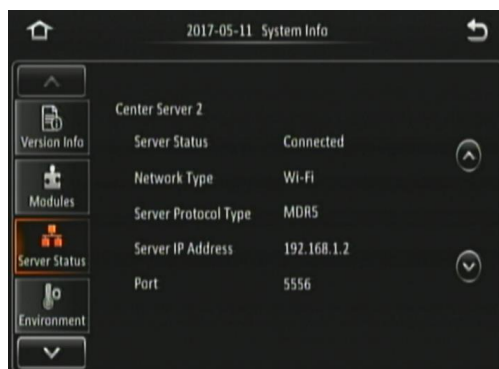 2017-05-11 System Info
Version Info
Modules
Server Status
Environment
Center Server 2
Server Status Connected
Network Type Wi-Fi
Server Protocol Type MDR5
Server IP Address 192.168.1.2
Port 5556